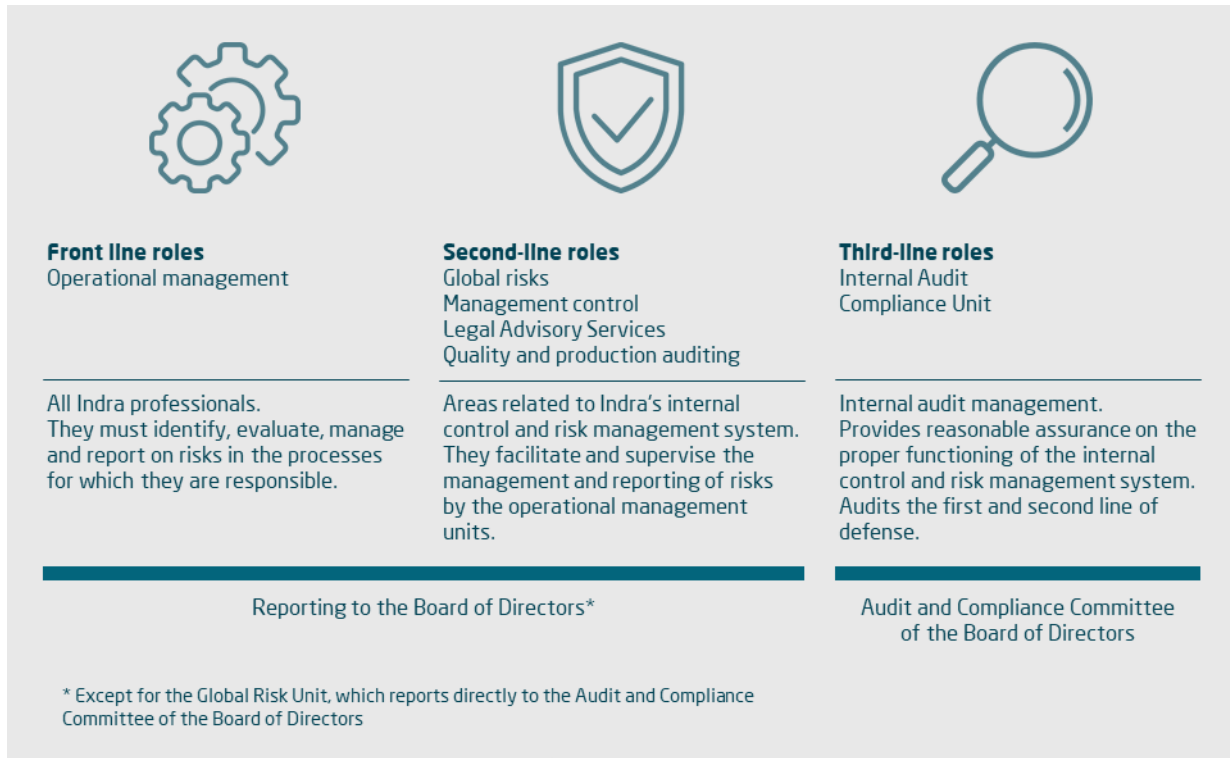 Front line roles
Operational management
Second-line roles
Global risks
Management control
Legal Advisory Services
Quality and production auditing
Third-line roles
Internal Audit
Compliance Unit
All Indra professionals.
They must identify, evaluate, manage
and report on risks in the processes
for which they are responsible.
Areas related to Indra's internal
control and risk management system.
They facilitate and supervise the
management and reporting of risks
by the operational management
units.
Internal audit management.
Provides reasonable assurance on the
proper functioning of the internal
control and risk management system.
Audits the first and second line of
defense.
Reporting to the Board of Directors*
Audit and Compliance Committee
of the Board of Directors
* Except for the Global Risk Unit, which reports directly to the Audit and Compliance
Committee of the Board of Directors